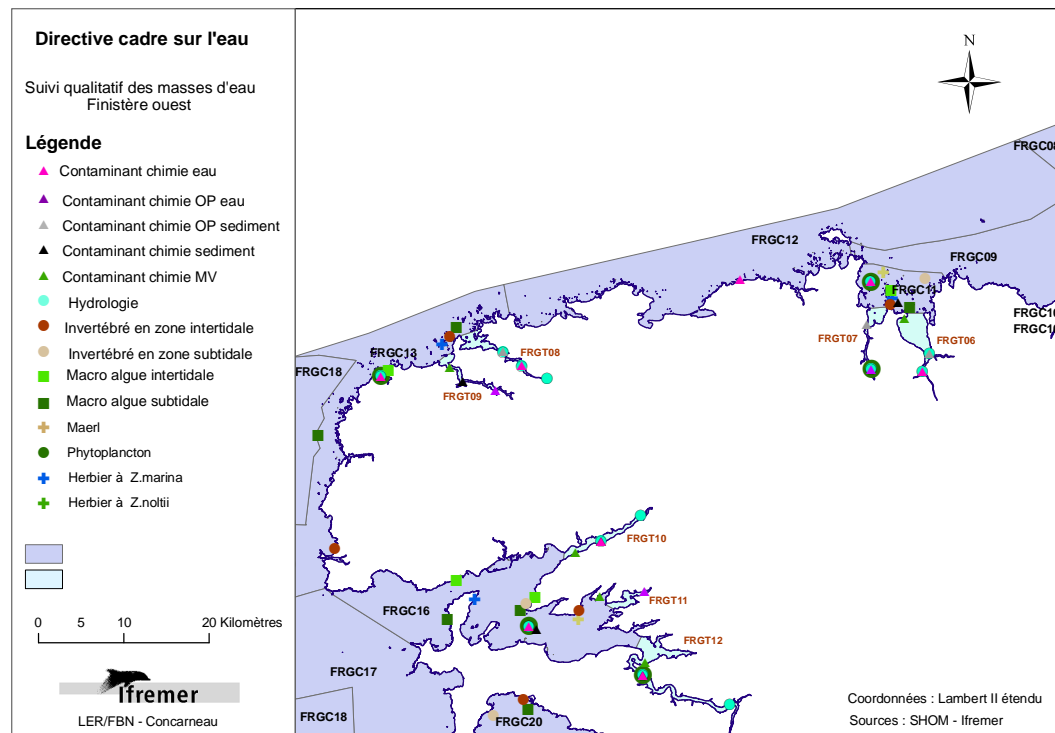 Directive cadre sur l'eau
Suivi qualitatif des masses d'eau
Finistère ouest
Légende
Contaminant chimie eau
Contaminant chimie OP eau
Contaminant chimie OP sediment
Contaminant chimie sediment
Contaminant chimie MV
Hydrologie
Invertébré en zone intertidale
Invertébré en zone subtidale
Macro algue intertidale
Macro algue subtidale
Maerl
Phytoplancton
Herbier à Z.marina
Herbier à Z.noltii
0 5 10 20 Kilomètres
Ifremer
LER/FBN - Concarneau
N
FRGC08
FRGC12
FRGC09
FRGC11
FRGT07
FRGT06
FRGC13
FRGC18
FRGT08
FRGT09
FRGT10
FRGC16
FRGT11
FRGT12
FRGC17
FRGC18
FRGC20
Coordonnées : Lambert II étendu
Sources : SHOM - Ifremer